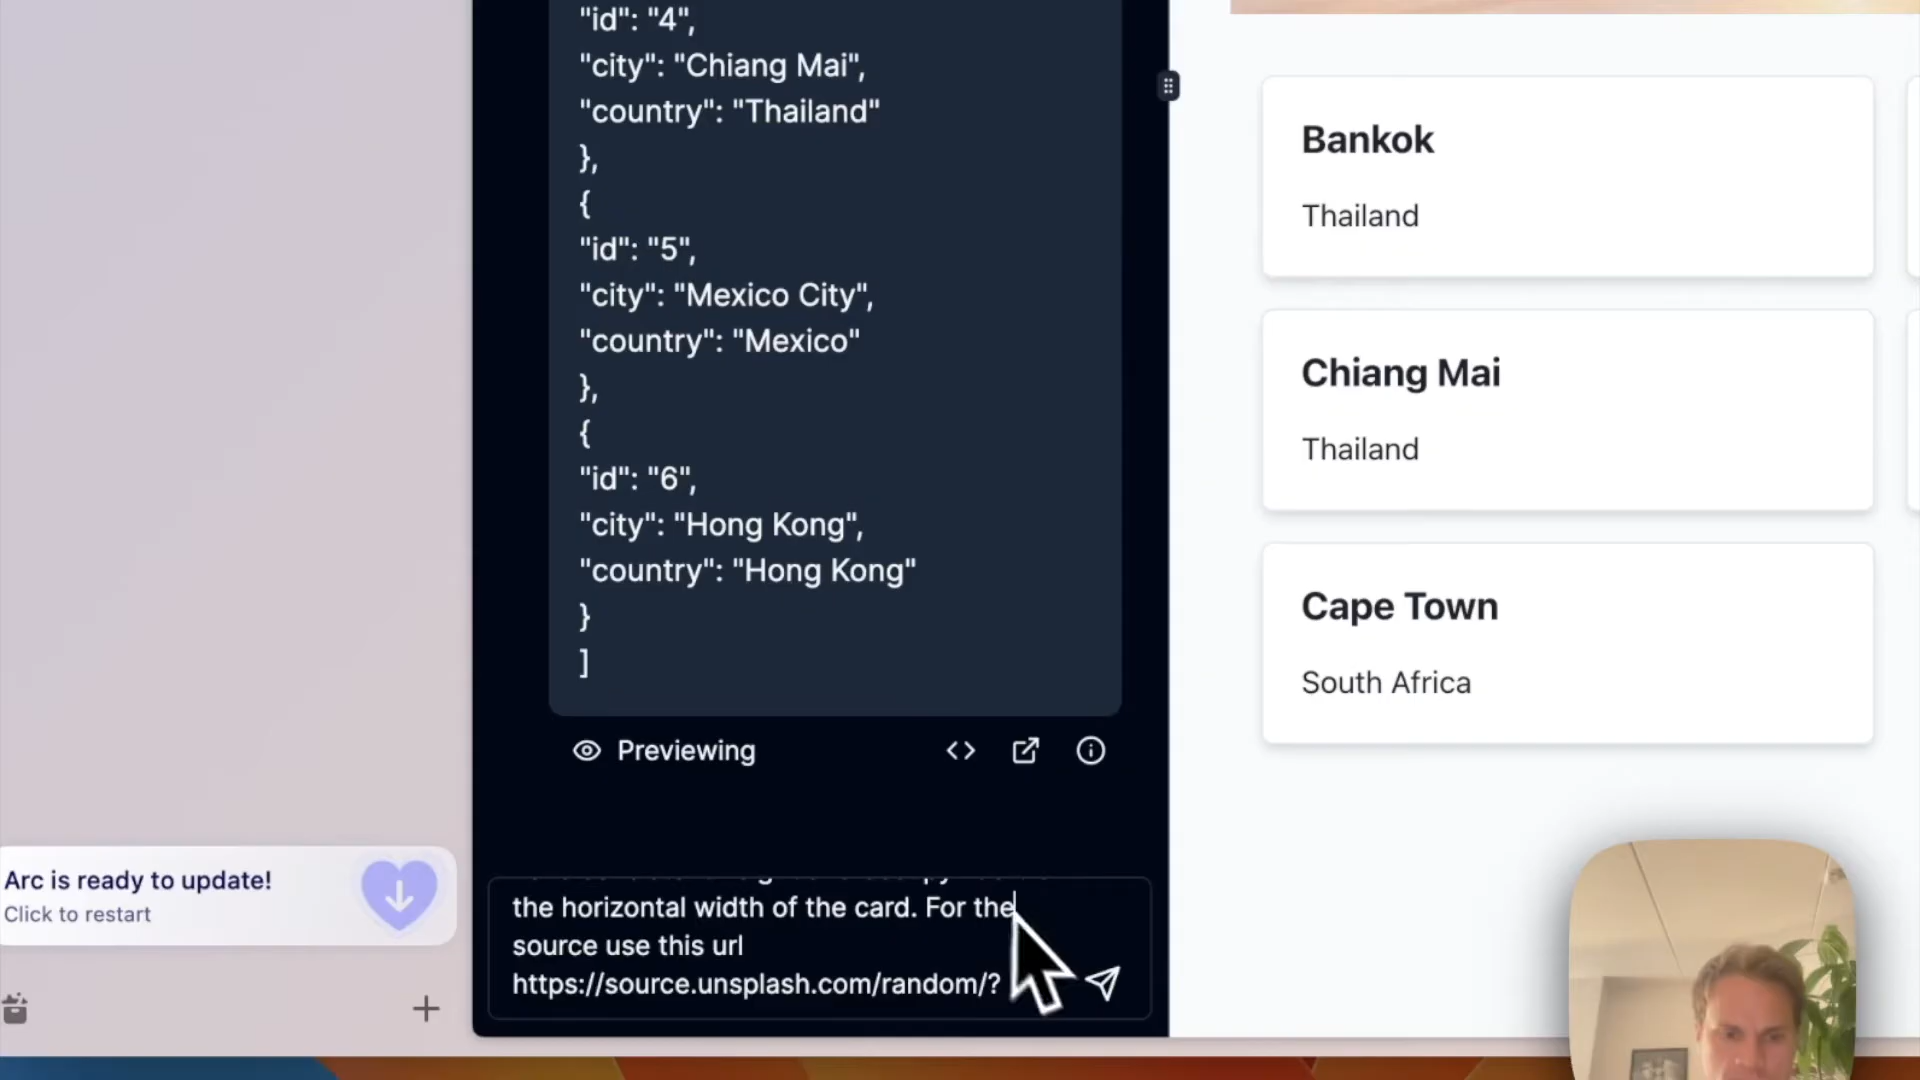 "id": "4",
"city": "Chiang Mai",
"country": "Thailand"
},
{
"id": "5",
"city": "Mexico City",
"country": "Mexico"
},
{
"id": "6",
"city": "Hong Kong",
"country": "Hong Kong"
}
]
Previewing
the horizontal width of the card. For the
source use this url
https://source.unsplash.com/random/?
Bankok
Thailand
Chiang Mai
Thailand
Cape Town
South Africa
Arc is ready to update!
Click to restart